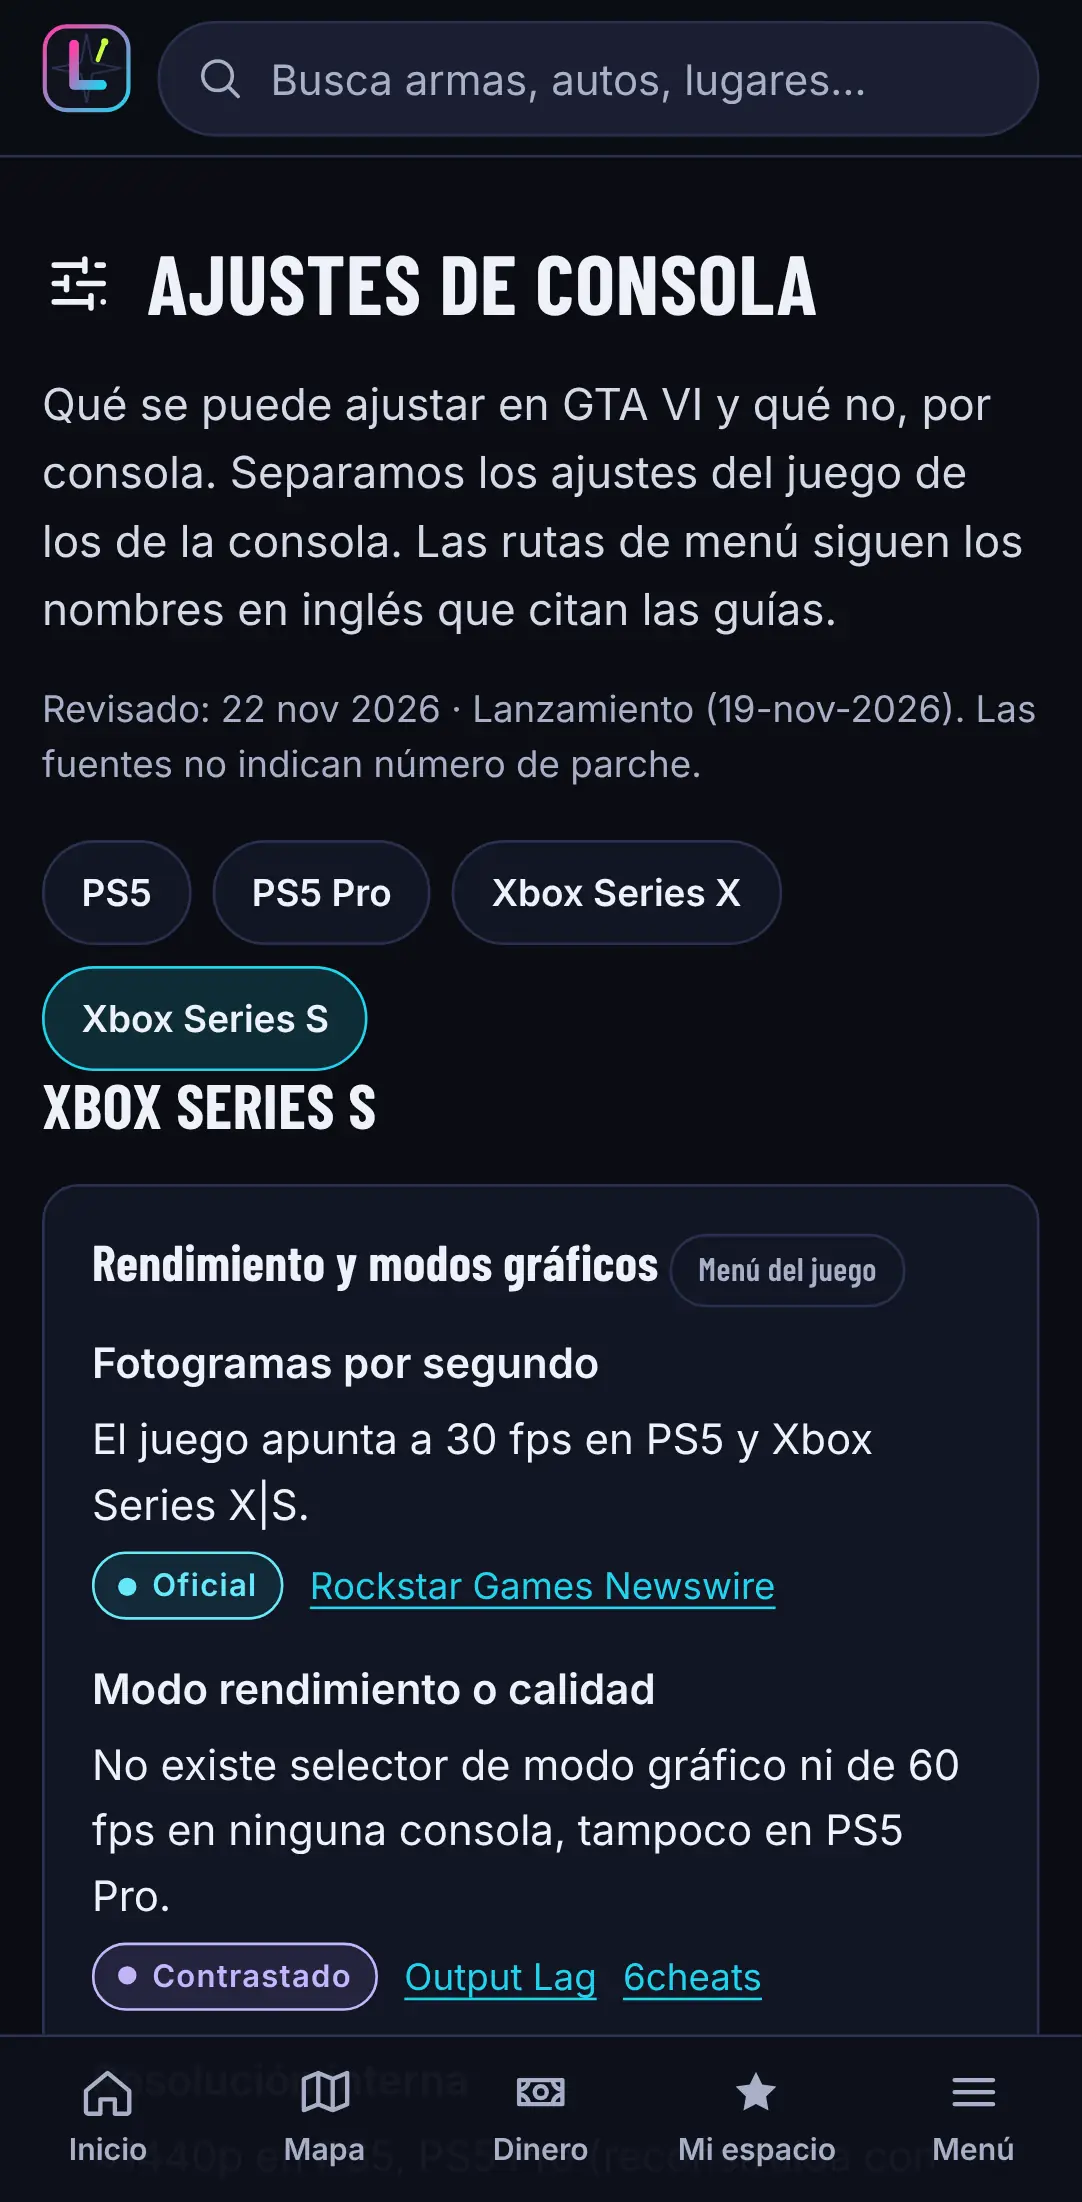 Busca armas, autos, lugares...
AJUSTES DE CONSOLA
Qué se puede ajustar en GTA VI y qué no, por
consola. Separamos los ajustes del juego de
los de la consola. Las rutas de menú siguen los
nombres en inglés que citan las guías.
Revisado: 22 nov 2026 · Lanzamiento (19-nov-2026). Las
fuentes no indican número de parche.
PS5 PS5 Pro Xbox Series X
Xbox Series S
XBOX SERIES S
Rendimiento y modos gráficos Menú del juego
Fotogramas por segundo
El juego apunta a 30 fps en PS5 y Xbox
Series X|S.
Oficial Rockstar Games Newswire
Modo rendimiento o calidad
No existe selector de modo gráfico ni de 60
fps en ninguna consola, tampoco en PS5
Pro.
Contrastado Output Lag 6cheats
Inicio Mapa Dinero Mi espacio Menú